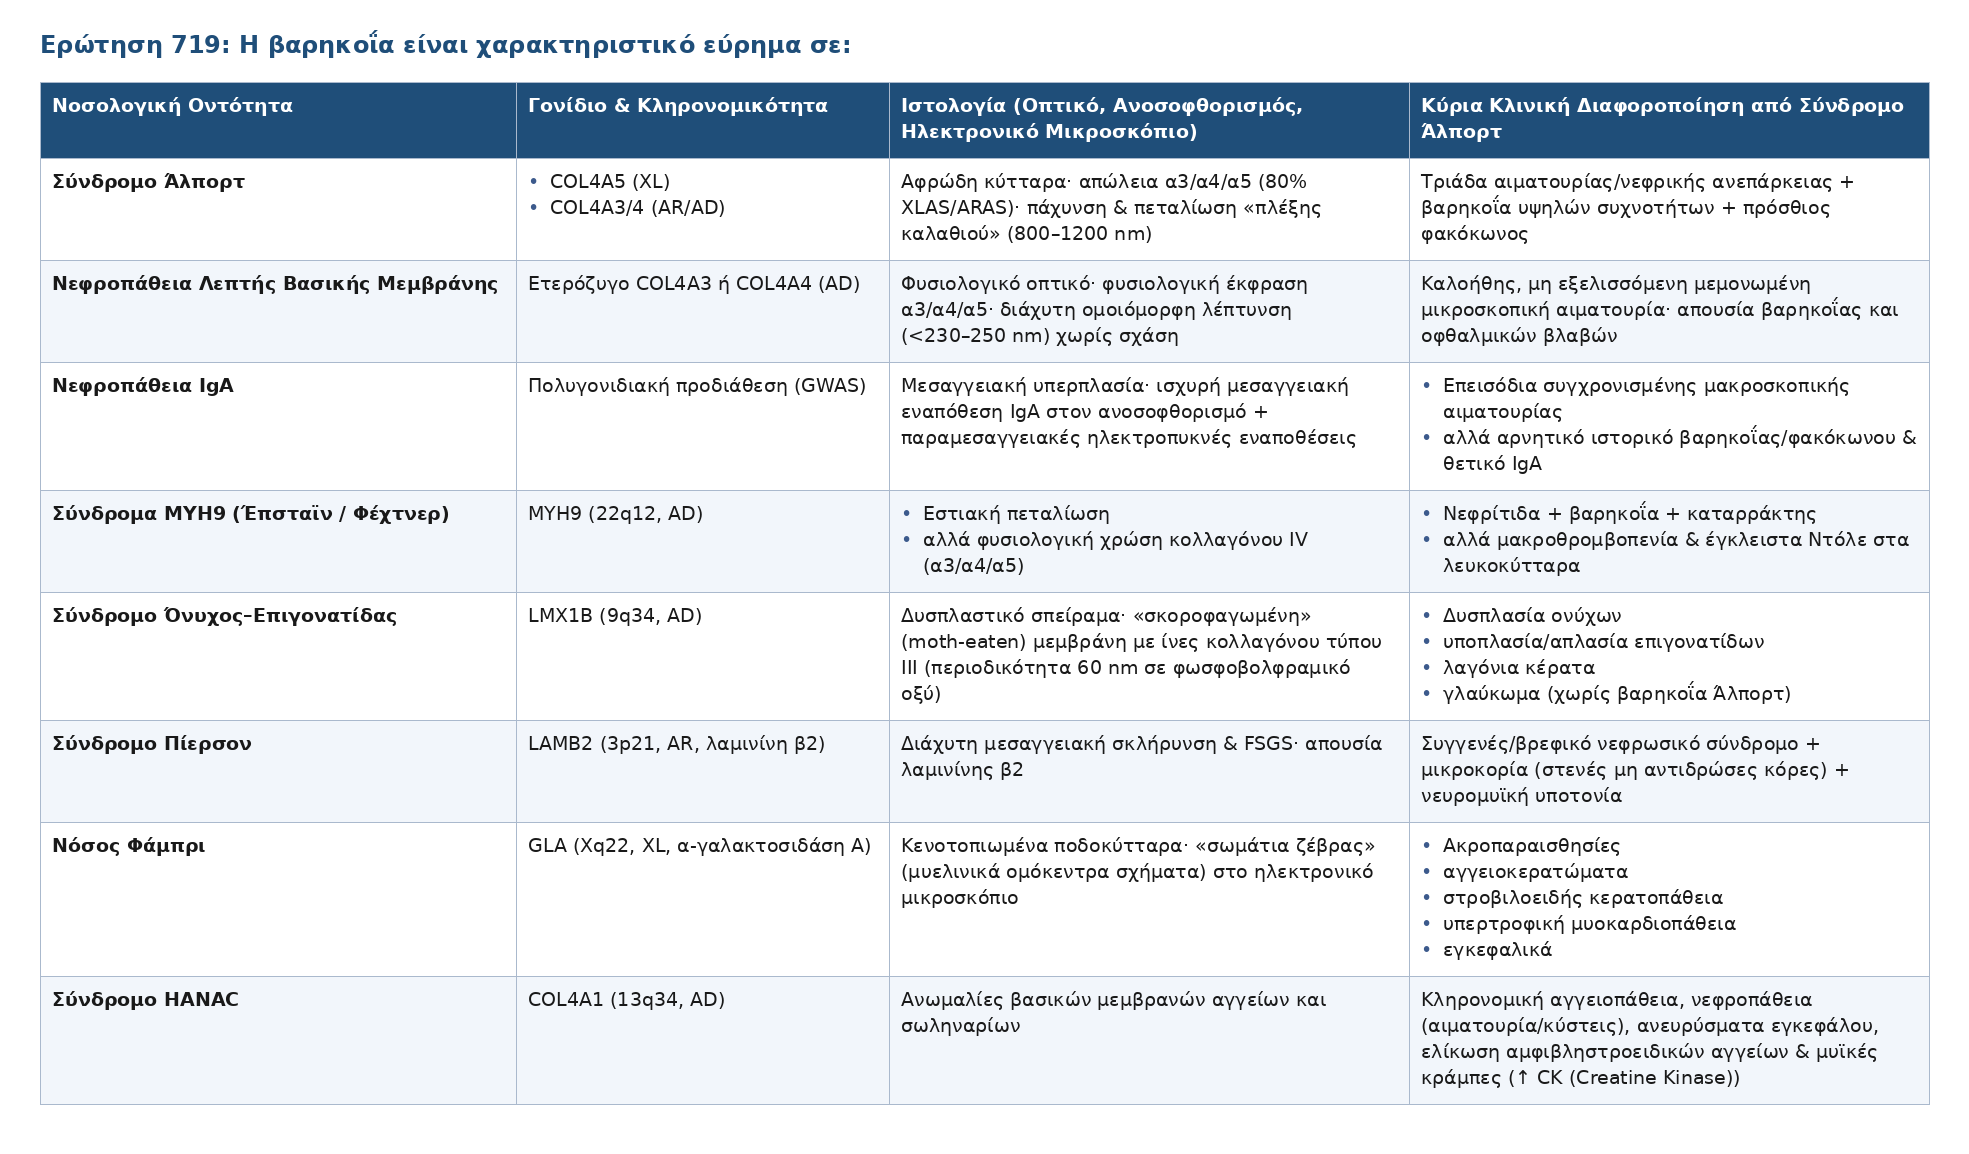 Ερώτηση 719: Η βαρηκοΐα είναι χαρακτηριστικό εύρημα σε:
Νοσολογική Οντότητα
Γονίδιο & Κληρονομικότητα
Ιστολογία (Οπτικό, Ανοσοφθορισμός,
Ηλεκτρονικό Μικροσκόπιο)
Κύρια Κλινική Διαφοροποίηση από Σύνδρομο
Άλπορτ
Σύνδρομο Άλπορτ
• COL4A5 (XL)
• COL4A3/4 (AR/AD)
Αφρώδη κύτταρα· απώλεια α3/α4/α5 (80%
XLAS/ARAS)· πάχυνση & πεταλίωση «πλέξης
καλαθιού» (800–1200 nm)
Τριάδα αιματουρίας/νεφρικής ανεπάρκειας +
βαρηκοΐα υψηλών συχνοτήτων + πρόσθιος
φακόκωνος
Νεφροπάθεια Λεπτής Βασικής Μεμβράνης
Ετερόζυγο COL4A3 ή COL4A4 (AD)
Φυσιολογικό οπτικό· φυσιολογική έκφραση
α3/α4/α5· διάχυτη ομοιόμορφη λέπτυνση
(<230–250 nm) χωρίς σχάση
Καλοήθης, μη εξελισσόμενη μεμονωμένη
μικροσκοπική αιματουρία· απουσία βαρηκοΐας και
οφθαλμικών βλαβών
Νεφροπάθεια IgA
Πολυγονιδιακή προδιάθεση (GWAS)
Μεσαγγειακή υπερπλασία· ισχυρή μεσαγγειακή
εναπόθεση IgA στον ανοσοφθορισμό +
παραμεσαγγειακές ηλεκτροπυκνές εναποθέσεις
• Επεισόδια συγχρονισμένης μακροσκοπικής
αιματουρίας
• αλλά αρνητικό ιστορικό βαρηκοΐας/φακόκωνου &
θετικό IgA
Σύνδρομα MYH9 (Έπσταϊν / Φέχτνερ)
MYH9 (22q12, AD)
• Εστιακή πεταλίωση
• αλλά φυσιολογική χρώση κολλαγόνου IV
(α3/α4/α5)
• Νεφρίτιδα + βαρηκοΐα + καταρράκτης
• αλλά μακροθρομβοπενία & έγκλειστα Ντόλε στα
λευκοκύτταρα
Σύνδρομο Όνυχος–Επιγονατίδας
LMX1B (9q34, AD)
Δυσπλαστικό σπείραμα· «σκοροφαγωμένη»
(moth-eaten) μεμβράνη με ίνες κολλαγόνου τύπου
III (περιοδικότητα 60 nm σε φωσφοβολφραμικό
οξύ)
• Δυσπλασία ονύχων
• υποπλασία/απλασία επιγονατίδων
• λαγόνια κέρατα
• γλαύκωμα (χωρίς βαρηκοΐα Άλπορτ)
Σύνδρομο Πίερσον
LAMB2 (3p21, AR, λαμινίνη β2)
Διάχυτη μεσαγγειακή σκλήρυνση & FSGS· απουσία
λαμινίνης β2
Συγγενές/βρεφικό νεφρωσικό σύνδρομο +
μικροκορία (στενές μη αντιδρώσες κόρες) +
νευρομυϊκή υποτονία
Νόσος Φάμπρι
GLA (Xq22, XL, α-γαλακτοσιδάση Α)
Κενοτοπιωμένα ποδοκύτταρα· «σωμάτια ζέβρας»
(μυελινικά ομόκεντρα σχήματα) στο ηλεκτρονικό
μικροσκόπιο
• Ακροπαραισθησίες
• αγγειοκερατώματα
• στροβιλοειδής κερατοπάθεια
• υπερτροφική μυοκαρδιοπάθεια
• εγκεφαλικά
Σύνδρομο HANAC
COL4A1 (13q34, AD)
Ανωμαλίες βασικών μεμβρανών αγγείων και
σωληναρίων
Κληρονομική αγγειοπάθεια, νεφροπάθεια
(αιματουρία/κύστεις), ανευρύσματα εγκεφάλου,
ελίκωση αμφιβληστροειδικών αγγείων & μυϊκές
κράμπες (↑ CK (Creatine Kinase))